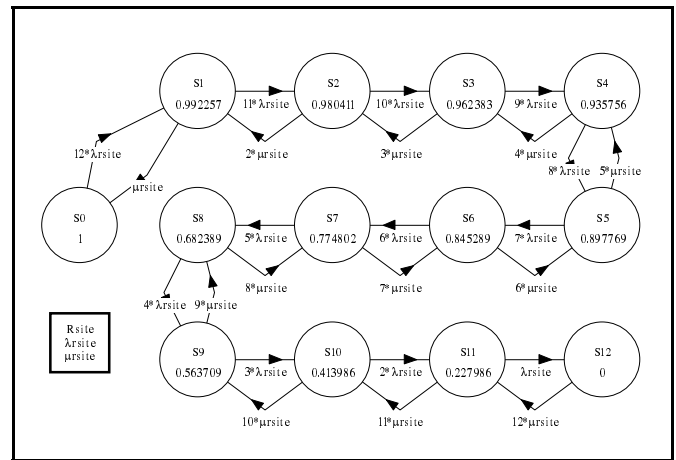 S1
0.992257
S2
0.980411
S3
0.962383
S4
0.935756
11*λrsite
10*λrsite
9*λrsite
12*λrsite
2*μrsite
3*μrsite
4*μrsite
8*λrsite
5*μrsite
μrsite
S0
1
S8
0.682389
S7
0.774802
S6
0.845289
S5
0.897769
5*λrsite
6*λrsite
7*λrsite
8*μrsite
7*μrsite
6*μrsite
4*λrsite
9*μrsite
Rsite
λrsite
μrsite
S9
0.563709
S10
0.413986
S11
0.227986
S12
0
3*λrsite
2*λrsite
λrsite
10*μrsite
11*μrsite
12*μrsite